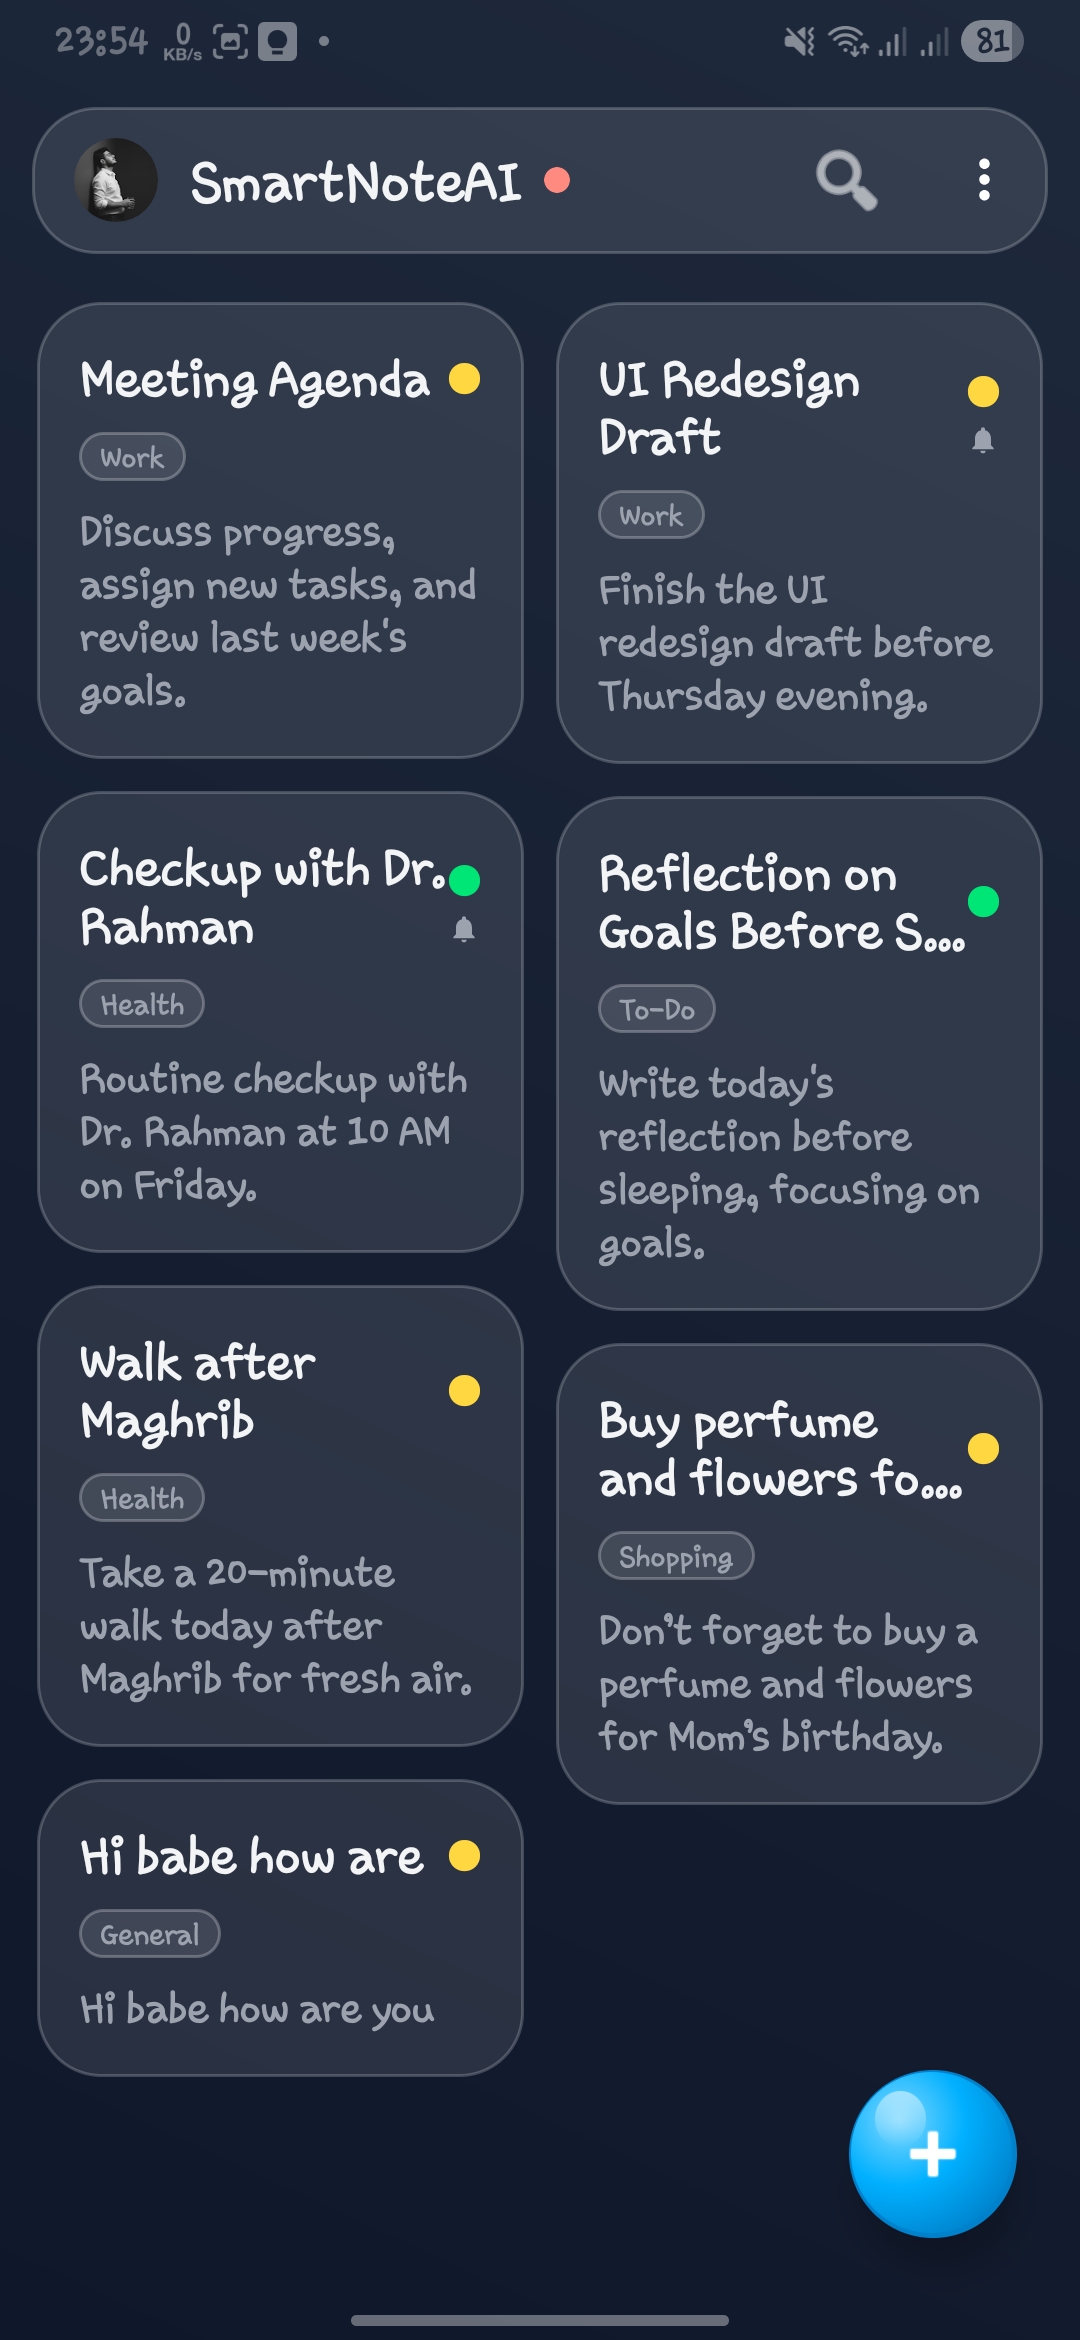 23:54 0 KB/s 81
SmartNoteAI
Meeting Agenda
Work
Discuss progress,
assign new tasks, and
review last week's
goals.
UI Redesign
Draft
Work
Finish the UI
redesign draft before
Thursday evening.
Checkup with Dr.
Rahman
Health
Routine checkup with
Dr. Rahman at 10 AM
on Friday.
Reflection on
Goals Before S...
To-Do
Write today's
reflection before
sleeping, focusing on
goals.
Walk after
Maghrib
Health
Take a 20-minute
walk today after
Maghrib for fresh air.
Buy perfume
and flowers fo...
Shopping
Don't forget to buy a
perfume and flowers
for Mom's birthday.
Hi babe how are
General
Hi babe how are you